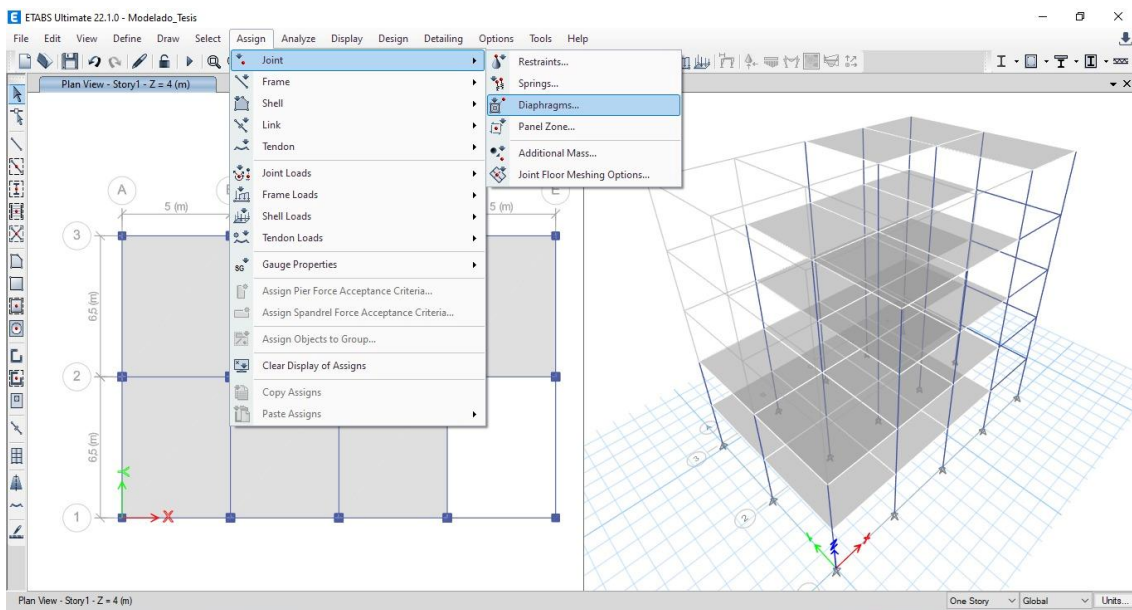 ETABS Ultimate 22.1.0 - Modelado_Tesis
File Edit View Define Draw Select Assign Analyze Display Design Detailing Options Tools Help
Plan View - Story1 - Z = 4 (m)
Joint
Frame
Shell
Link
Tendon
Joint Loads
Frame Loads
Shell Loads
Tendon Loads
Gauge Properties
Assign Pier Force Acceptance Criteria...
Assign Spandrel Force Acceptance Criteria...
Assign Objects to Group...
Clear Display of Assigns
Copy Assigns
Paste Assigns
Restraints...
Springs...
Diaphragms...
Panel Zone...
Additional Mass...
Joint Floor Meshing Options...
A
5 (m)
5 (m)
3
6,5 (m)
2
6,5 (m)
1
X
3
2
Plan View - Story1 - Z = 4 (m)
One Story Global Units...